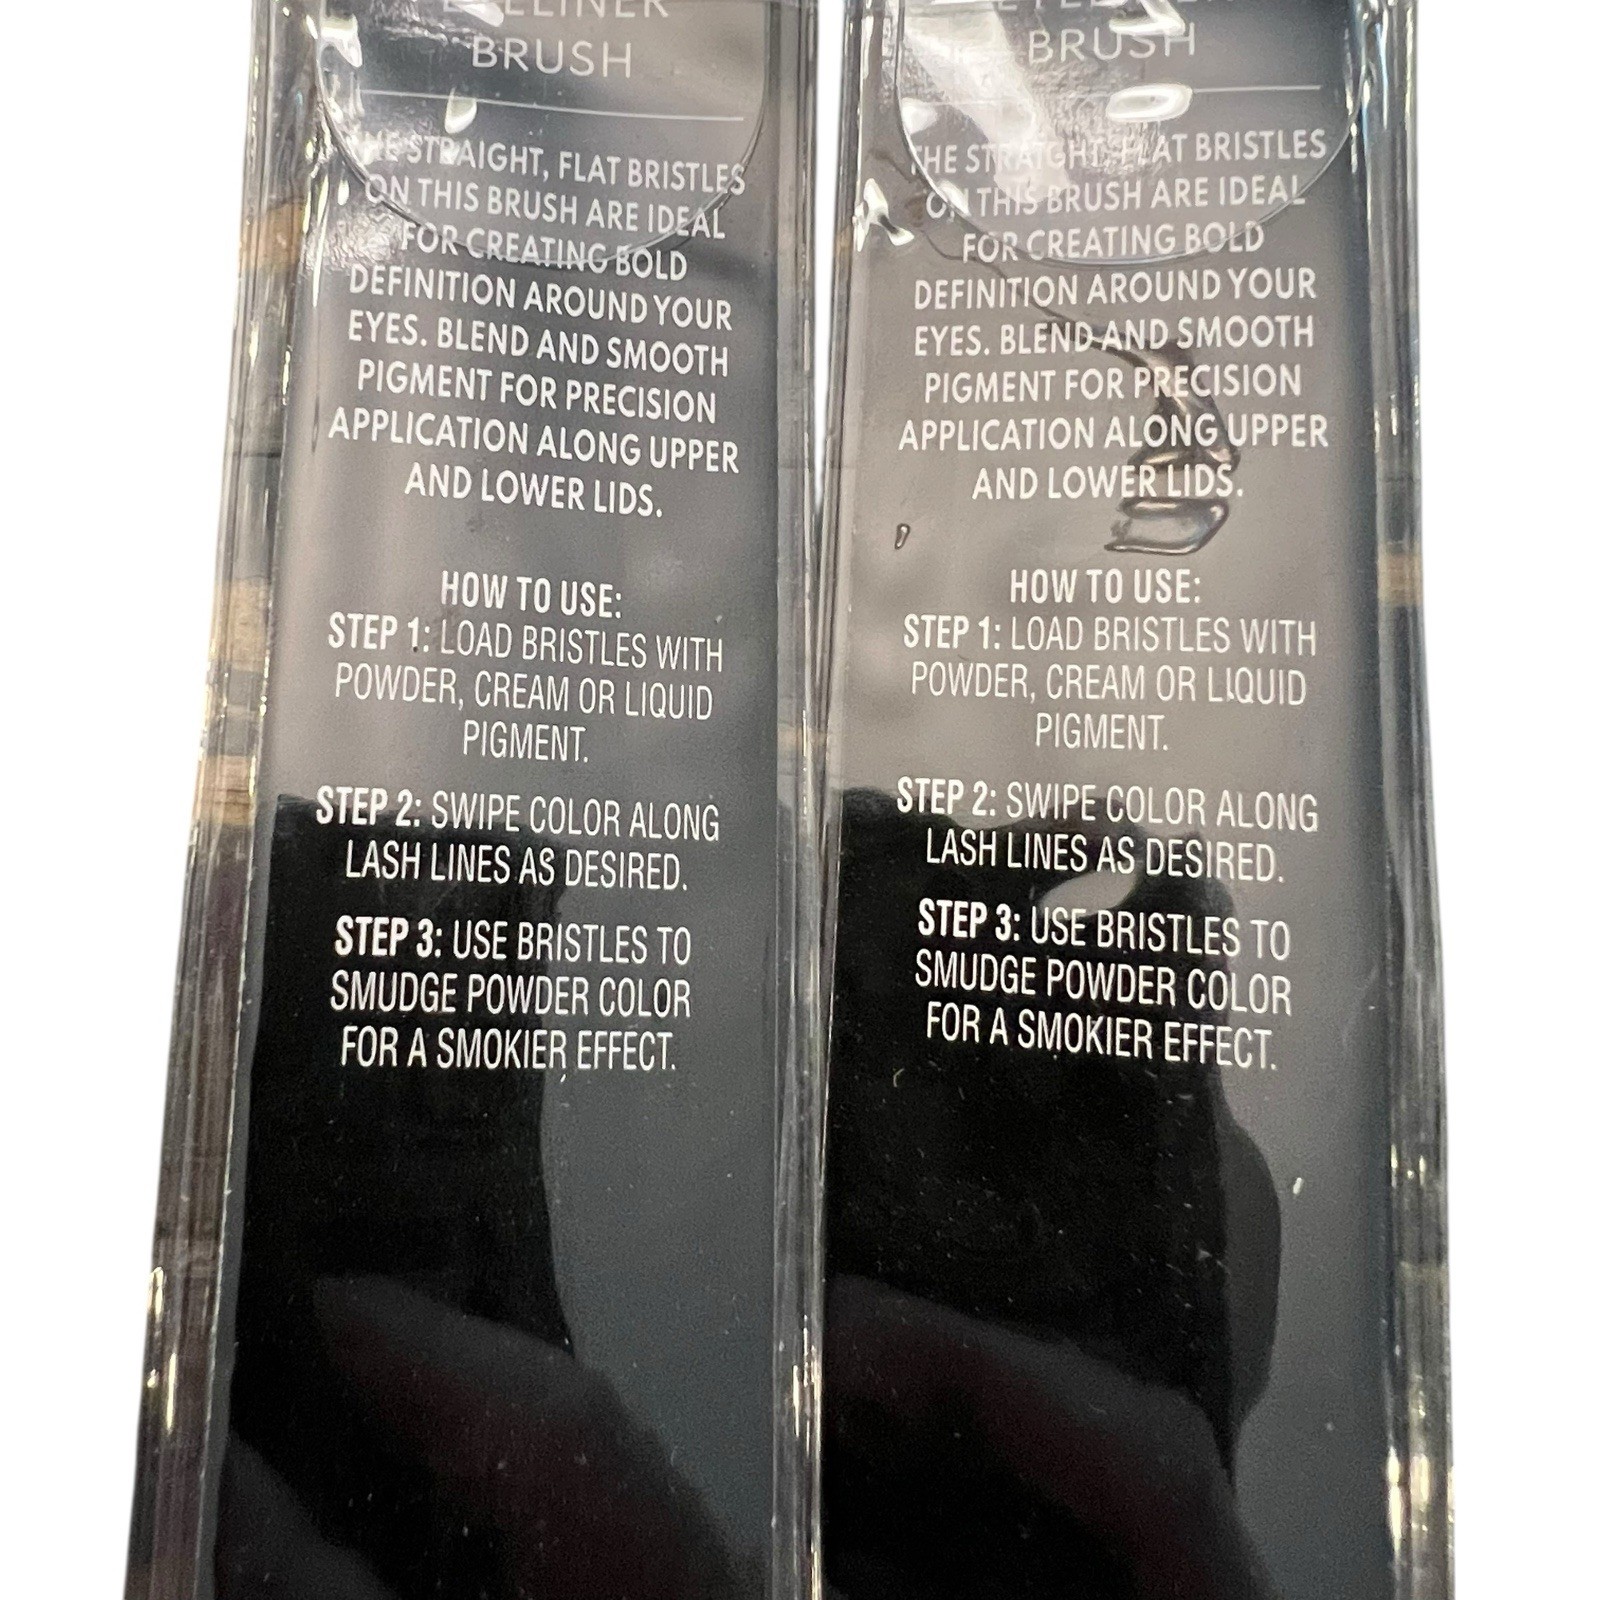 EYELINER
BRUSH
THE STRAIGHT, FLAT BRISTLES
ON THIS BRUSH ARE IDEAL
FOR CREATING BOLD
DEFINITION AROUND YOUR
EYES. BLEND AND SMOOTH
PIGMENT FOR PRECISION
APPLICATION ALONG UPPER
AND LOWER LIDS.
HOW TO USE:
STEP 1: LOAD BRISTLES WITH
POWDER, CREAM OR LIQUID
PIGMENT.
STEP 2: SWIPE COLOR ALONG
LASH LINES AS DESIRED.
STEP 3: USE BRISTLES TO
SMUDGE POWDER COLOR
FOR A SMOKIER EFFECT.
EYELINER
BRUSH
THE STRAIGHT, FLAT BRISTLES
ON THIS BRUSH ARE IDEAL
FOR CREATING BOLD
DEFINITION AROUND YOUR
EYES. BLEND AND SMOOTH
PIGMENT FOR PRECISION
APPLICATION ALONG UPPER
AND LOWER LIDS.
HOW TO USE:
STEP 1: LOAD BRISTLES WITH
POWDER, CREAM OR LIQUID
PIGMENT.
STEP 2: SWIPE COLOR ALONG
LASH LINES AS DESIRED.
STEP 3: USE BRISTLES TO
SMUDGE POWDER COLOR
FOR A SMOKIER EFFECT.